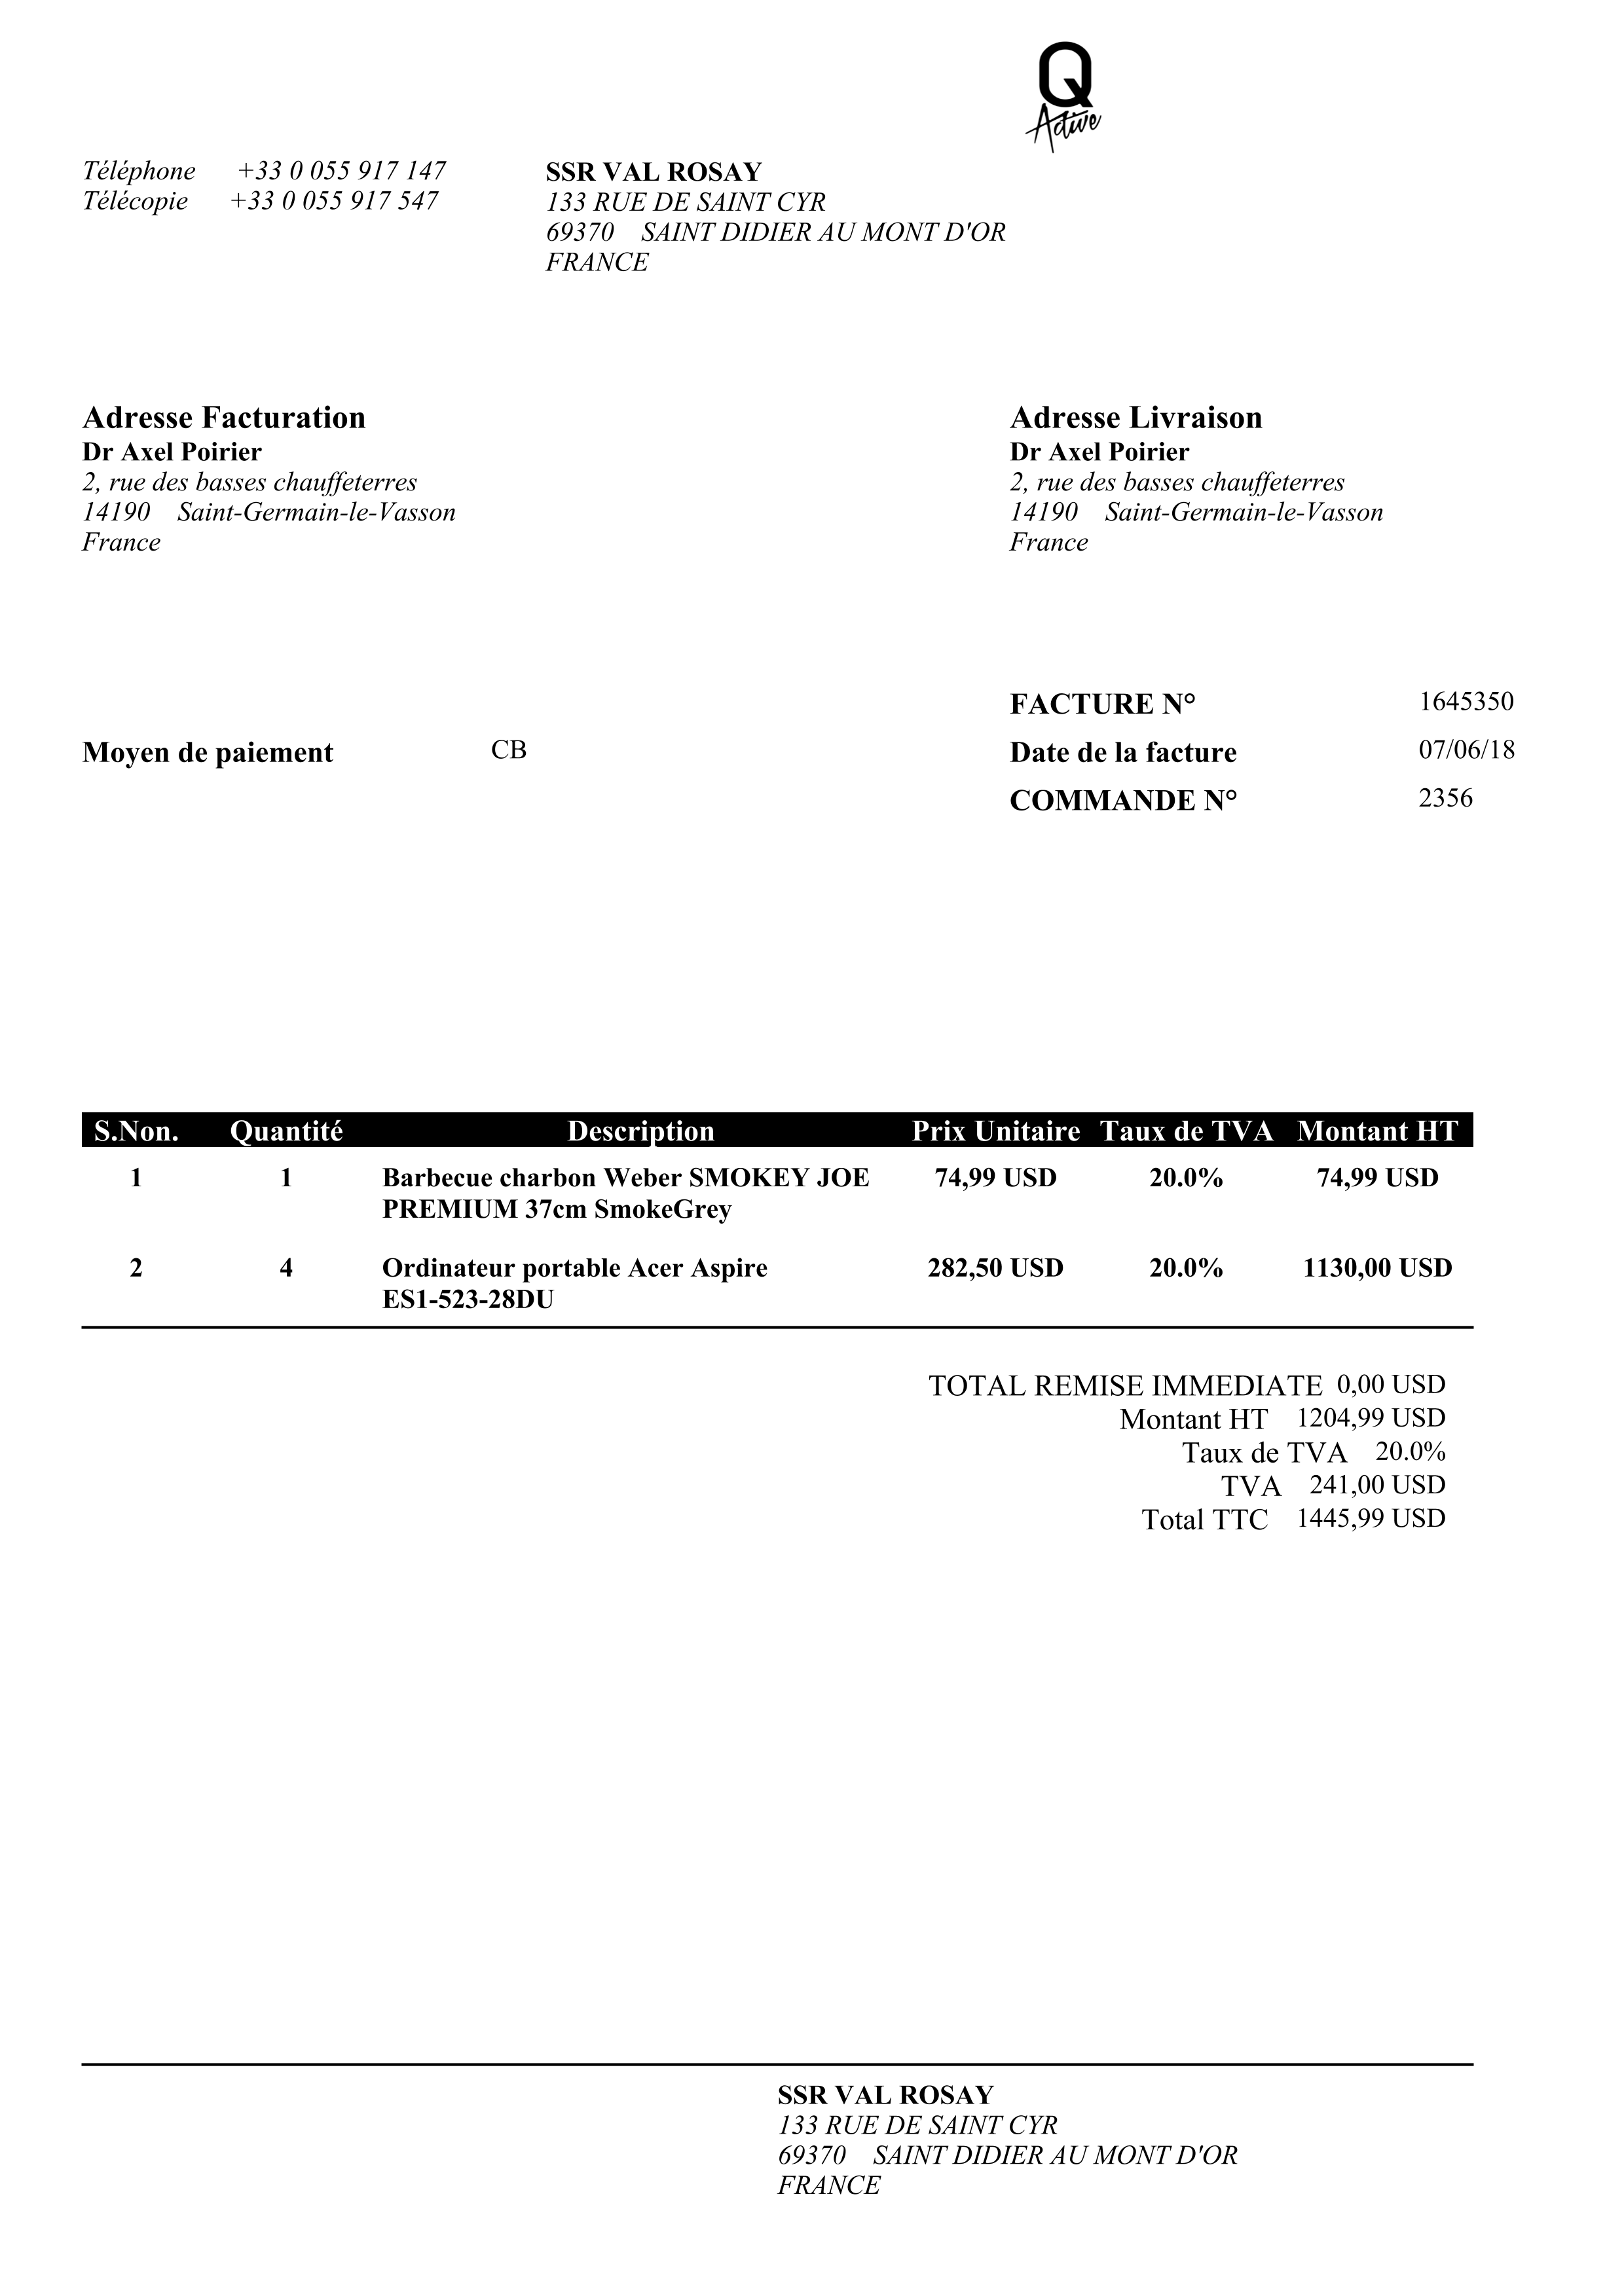 Q
Active
Téléphone +33 0 055 917 147
Télécopie +33 0 055 917 547
SSR VAL ROSAY
133 RUE DE SAINT CYR
69370 SAINT DIDIER AU MONT D'OR
FRANCE
Adresse Facturation
Dr Axel Poirier
2, rue des basses chauffeterres
14190 Saint-Germain-le-Vasson
France
Adresse Livraison
Dr Axel Poirier
2, rue des basses chauffeterres
14190 Saint-Germain-le-Vasson
France
Moyen de paiement CB
FACTURE N° 1645350
Date de la facture 07/06/18
COMMANDE N° 2356
S.Non. Quantité Description Prix Unitaire Taux de TVA Montant HT
1 1 Barbecue charbon Weber SMOKEY JOE 74,99 USD 20.0% 74,99 USD
PREMIUM 37cm SmokeGrey
2 4 Ordinateur portable Acer Aspire 282,50 USD 20.0% 1130,00 USD
ES1-523-28DU
TOTAL REMISE IMMEDIATE 0,00 USD
Montant HT 1204,99 USD
Taux de TVA 20.0%
TVA 241,00 USD
Total TTC 1445,99 USD
SSR VAL ROSAY
133 RUE DE SAINT CYR
69370 SAINT DIDIER AU MONT D'OR
FRANCE